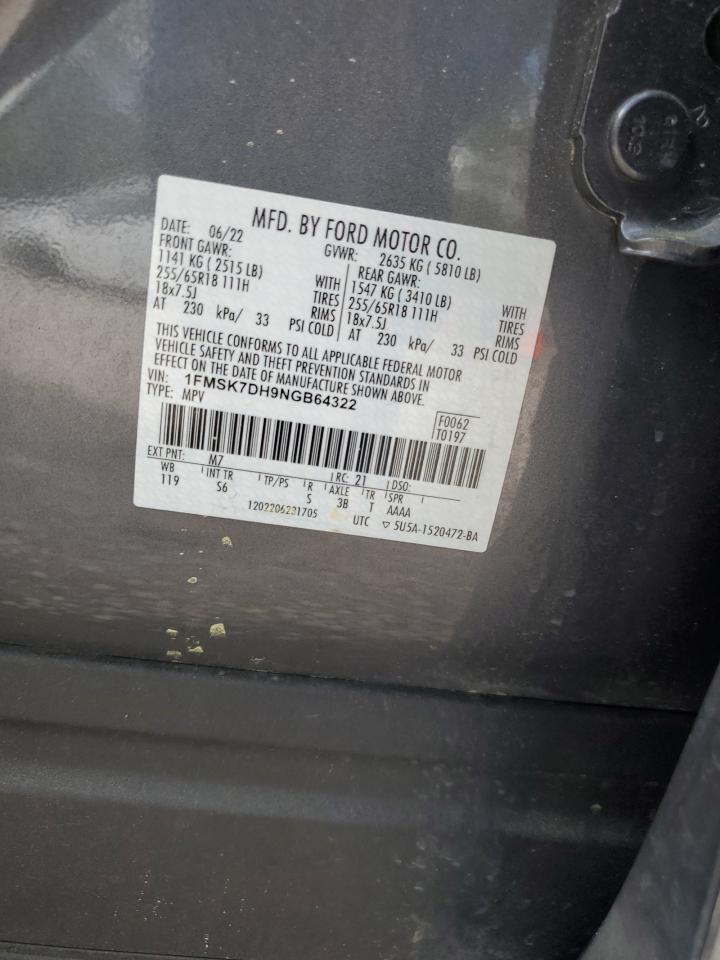 MFD. BY FORD MOTOR CO.
DATE: 06/22 GVWR: 2635 KG (5810 LB)
FRONT GAWR: REAR GAWR:
1141 KG (2515 LB) WITH 1547 KG (3410 LB) WITH
255/65R18 111H TIRES 255/65R18 111H TIRES
18x7.5J RIMS 18x7.5J RIMS
AT 230 kPa/ 33 PSI COLD AT 230 kPa/ 33 PSI COLD
THIS VEHICLE CONFORMS TO ALL APPLICABLE FEDERAL MOTOR
VEHICLE SAFETY AND THEFT PREVENTION STANDARDS IN
EFFECT ON THE DATE OF MANUFACTURE SHOWN ABOVE.
VIN: 1FMSK7DH9NGB64322
TYPE: MPV
F0062
T0197
EXT PNT: M7 RC: 21 DSO:
WB INT TR TP/PS R AXLE TR SPR
119 S6 S 3B T AAAA
1202206231705 UTC ▽ 5U5A-1520472-BA
10.9